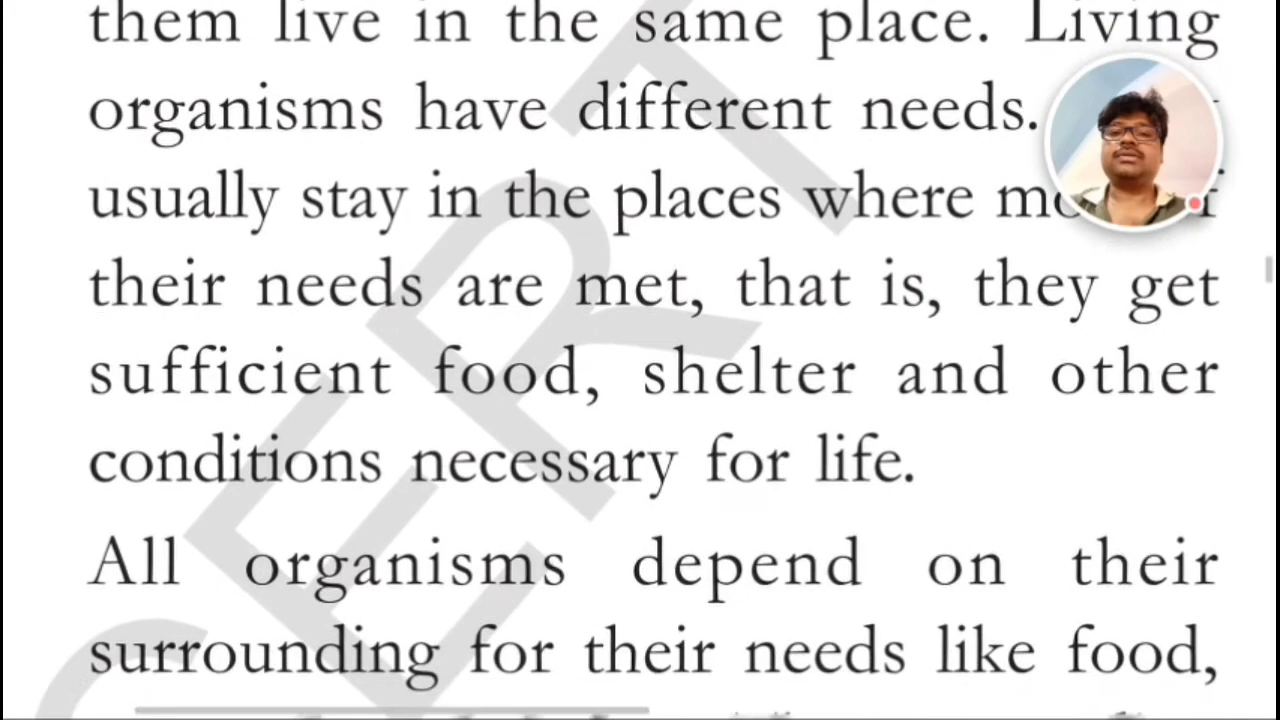 them live in the same place. Living
organisms have different needs.
usually stay in the places where
their needs are met, that is, they get
sufficient food, shelter and other
conditions necessary for life.
All organisms depend on their
surrounding for their needs like food,